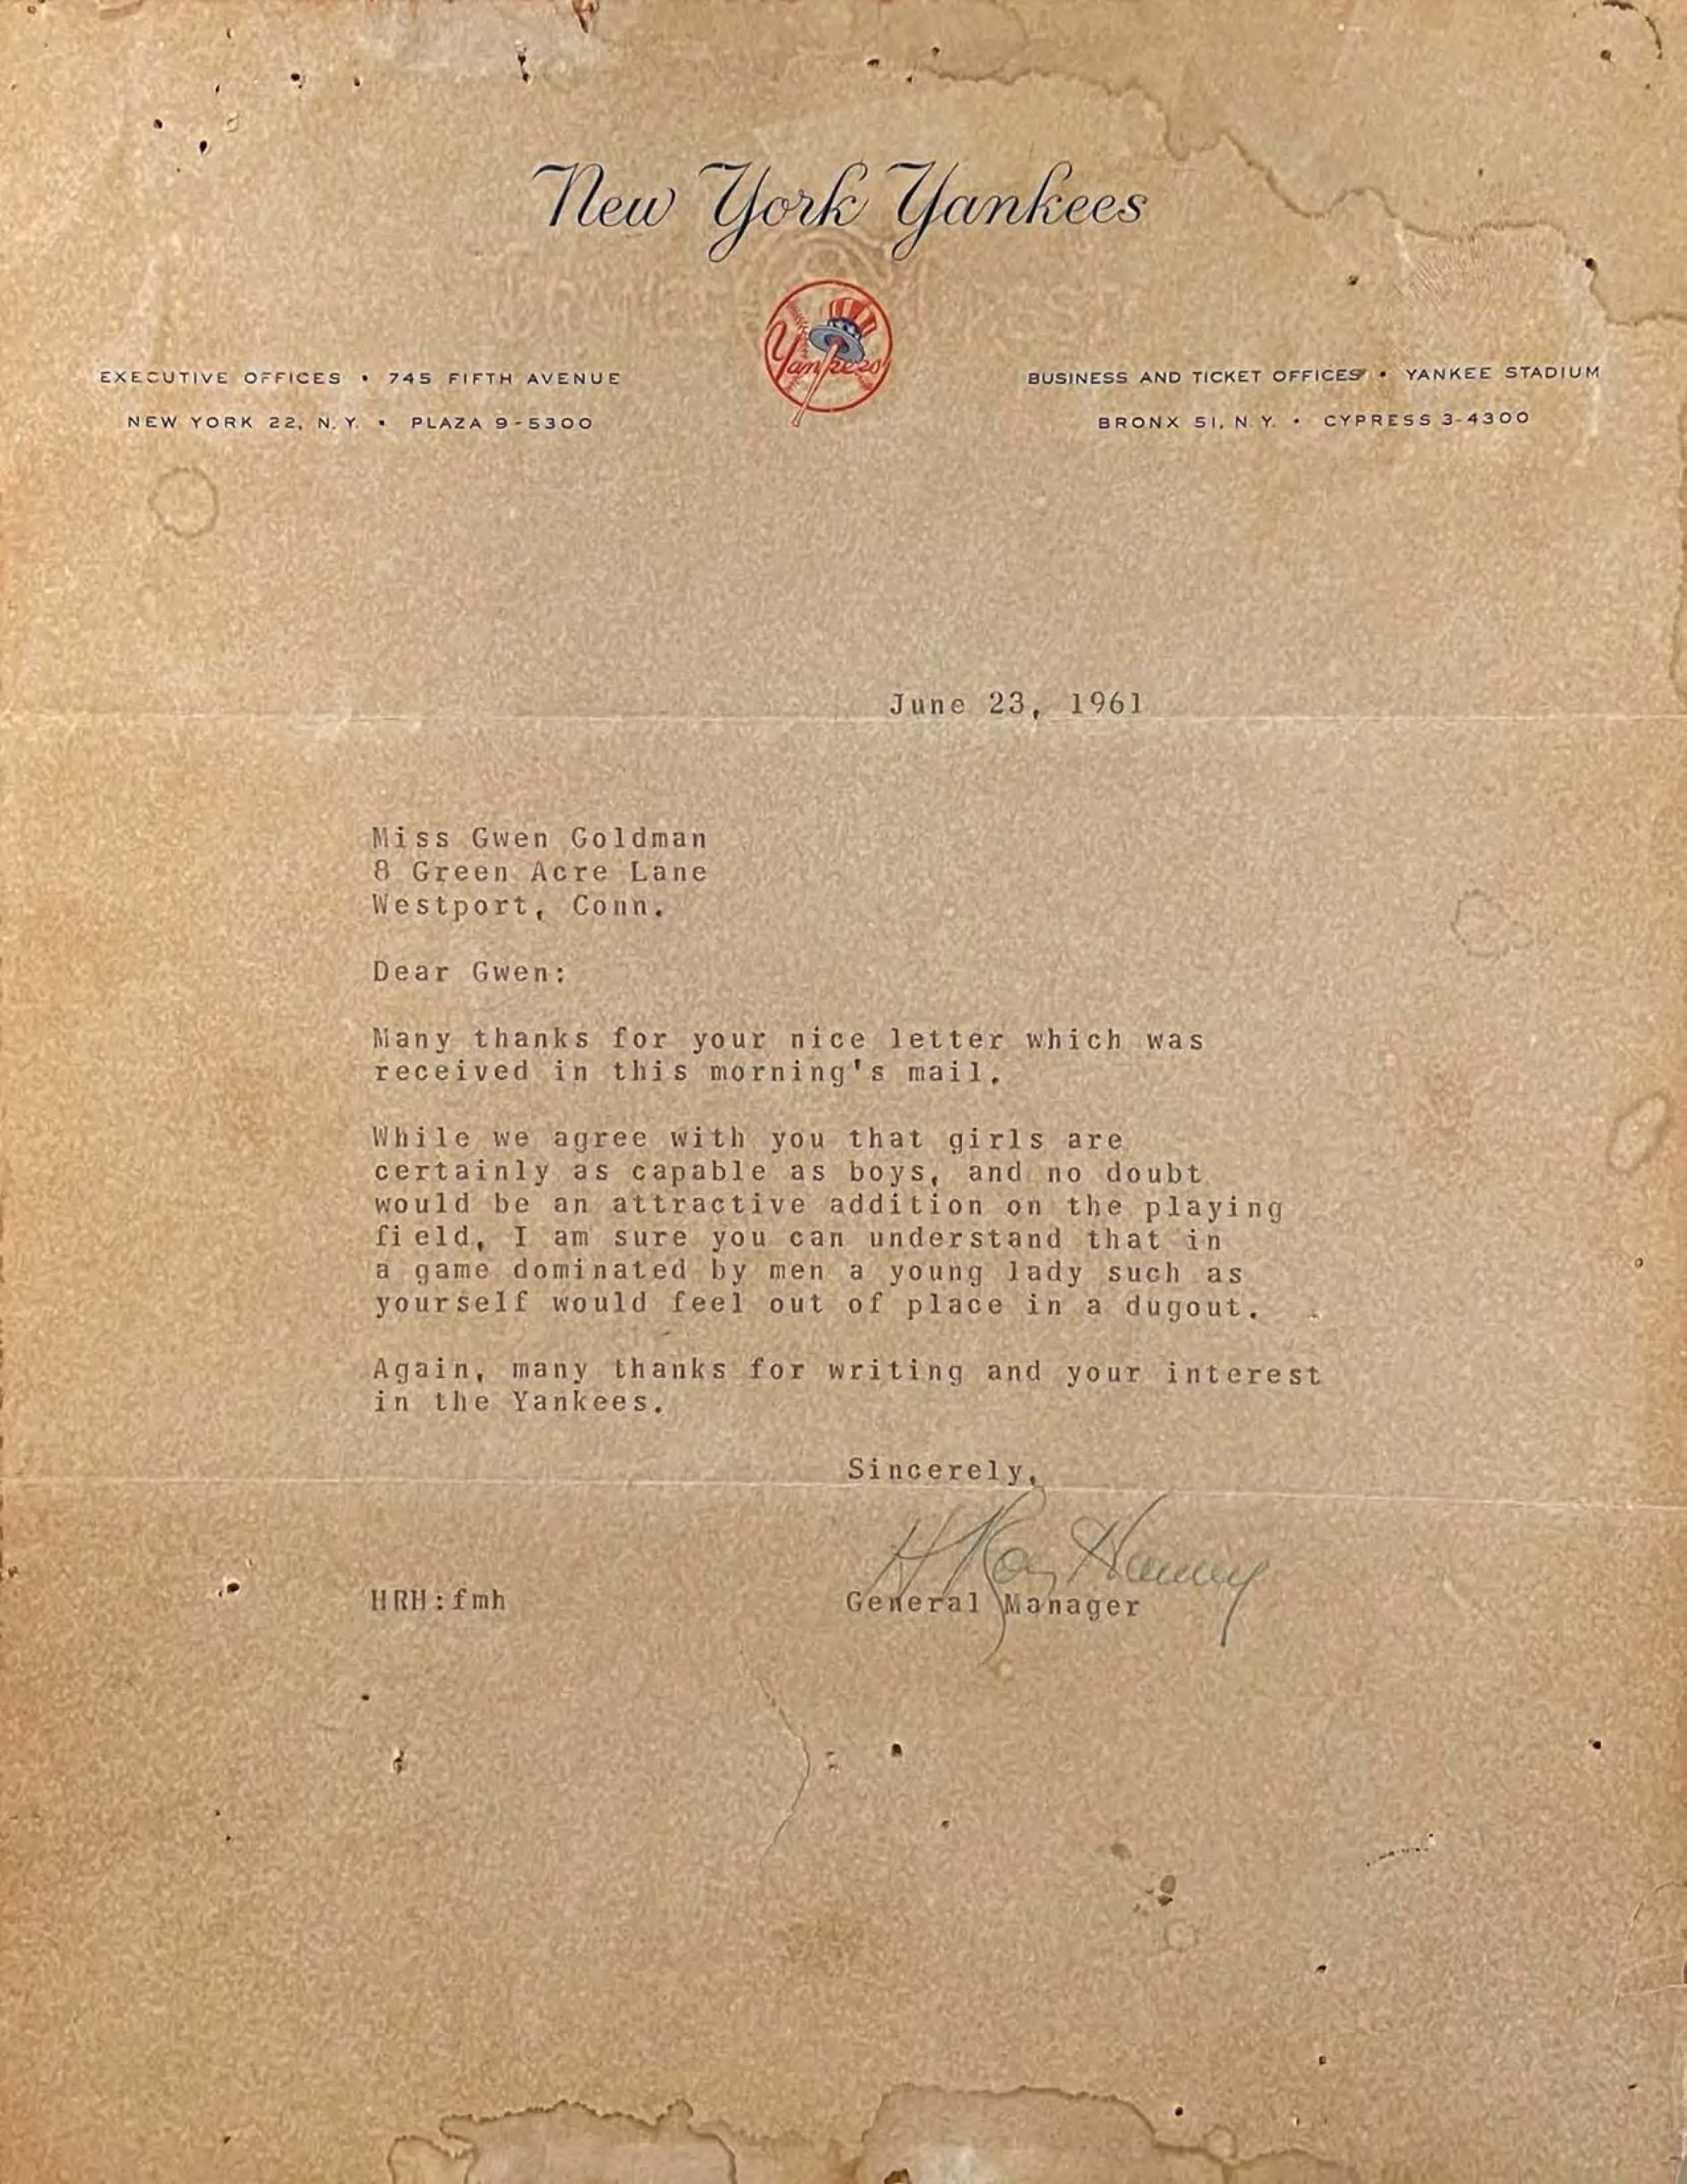 New York Yankees
Yankees
EXECUTIVE OFFICES • 745 FIFTH AVENUE
NEW YORK 22, N. Y. • PLAZA 9-5300
BUSINESS AND TICKET OFFICES • YANKEE STADIUM
BRONX 51, N. Y. • CYPRESS 3-4300
June 23, 1961
Miss Gwen Goldman
8 Green Acre Lane
Westport, Conn.
Dear Gwen:
Many thanks for your nice letter which was
received in this morning's mail.
While we agree with you that girls are
certainly as capable as boys, and no doubt
would be an attractive addition on the playing
field, I am sure you can understand that in
a game dominated by men a young lady such as
yourself would feel out of place in a dugout.
Again, many thanks for writing and your interest
in the Yankees.
Sincerely,
H Roy Hamey
General Manager
HRH:fmh